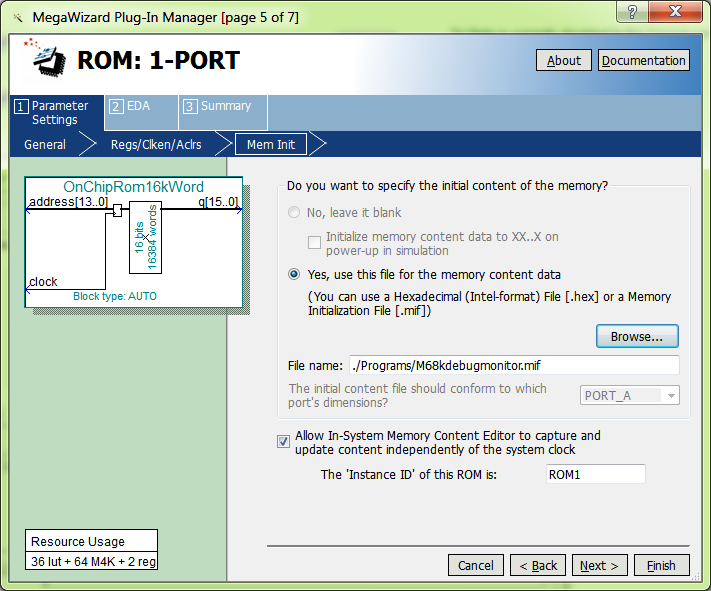 MegaWizard Plug-In Manager [page 5 of 7]
?
X
ROM: 1-PORT
About
Documentation
1 Parameter Settings
2 EDA
3 Summary
General
Regs/Clken/Aclrs
Mem Init
OnChipRom16kWord
address[13..0]
q[15..0]
16 bits
16384 words
clock
Block type: AUTO
Do you want to specify the initial content of the memory?
No, leave it blank
Initialize memory content data to XX..X on
power-up in simulation
Yes, use this file for the memory content data
(You can use a Hexadecimal (Intel-format) File [.hex] or a Memory
Initialization File [.mif])
Browse...
File name: ./Programs/M68kdebugmonitor.mif
The initial content file should conform to which
port's dimensions?
PORT_A
Allow In-System Memory Content Editor to capture and
update content independently of the system clock
The 'Instance ID' of this ROM is: ROM1
Resource Usage
36 lut + 64 M4K + 2 reg
Cancel
< Back
Next >
Finish